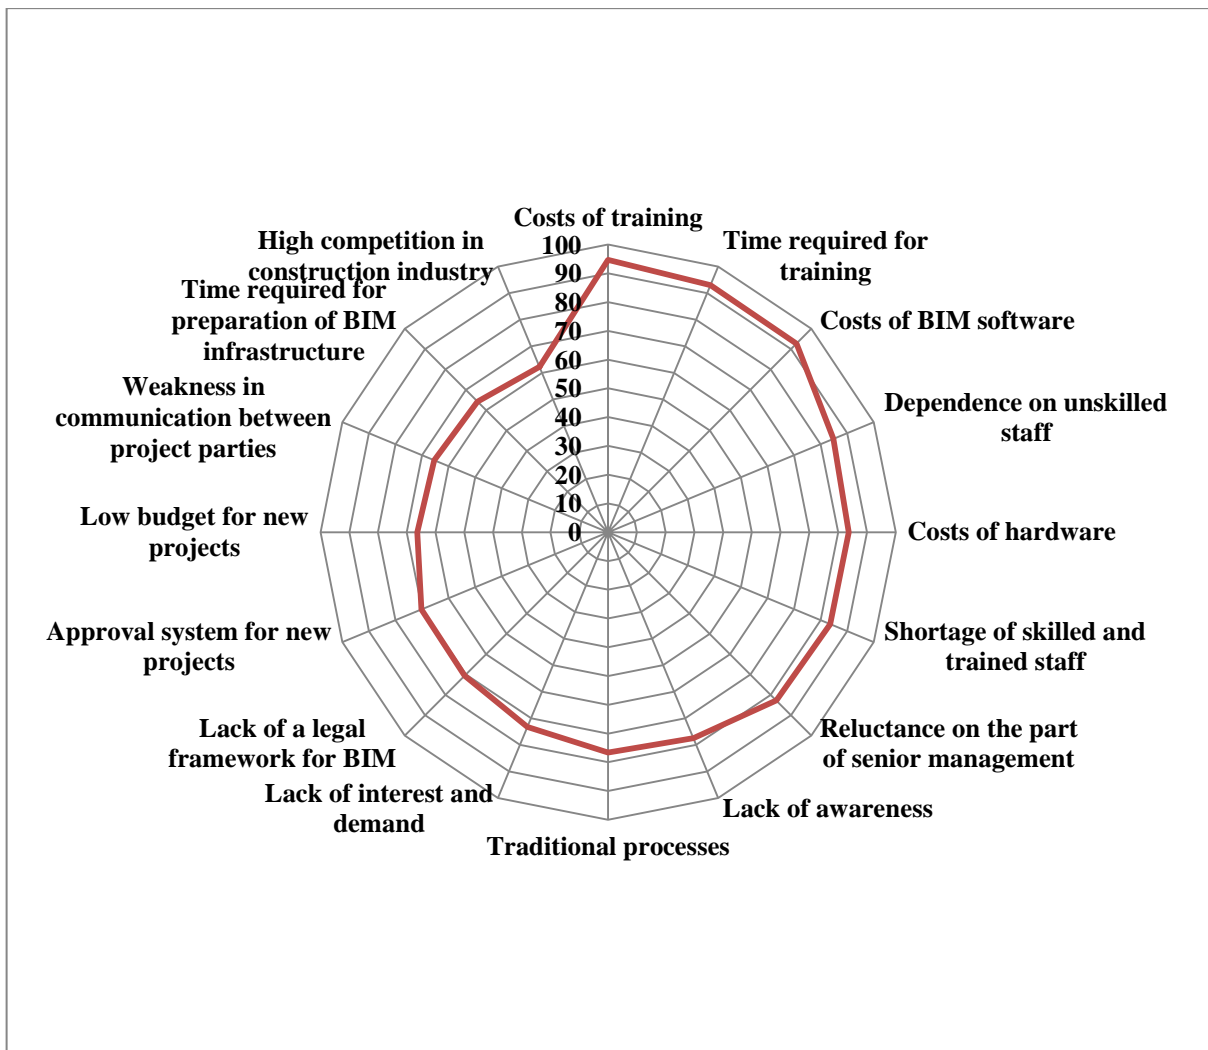 Costs of training
Time required for
training
Costs of BIM software
Dependence on unskilled
staff
Costs of hardware
Shortage of skilled and
trained staff
Reluctance on the part
of senior management
Lack of awareness
Traditional processes
Lack of interest and
demand
Lack of a legal
framework for BIM
Approval system for new
projects
Low budget for new
projects
Weakness in
communication between
project parties
Time required for
preparation of BIM
infrastructure
High competition in
construction industry
100
90
80
70
60
50
40
30
20
10
0